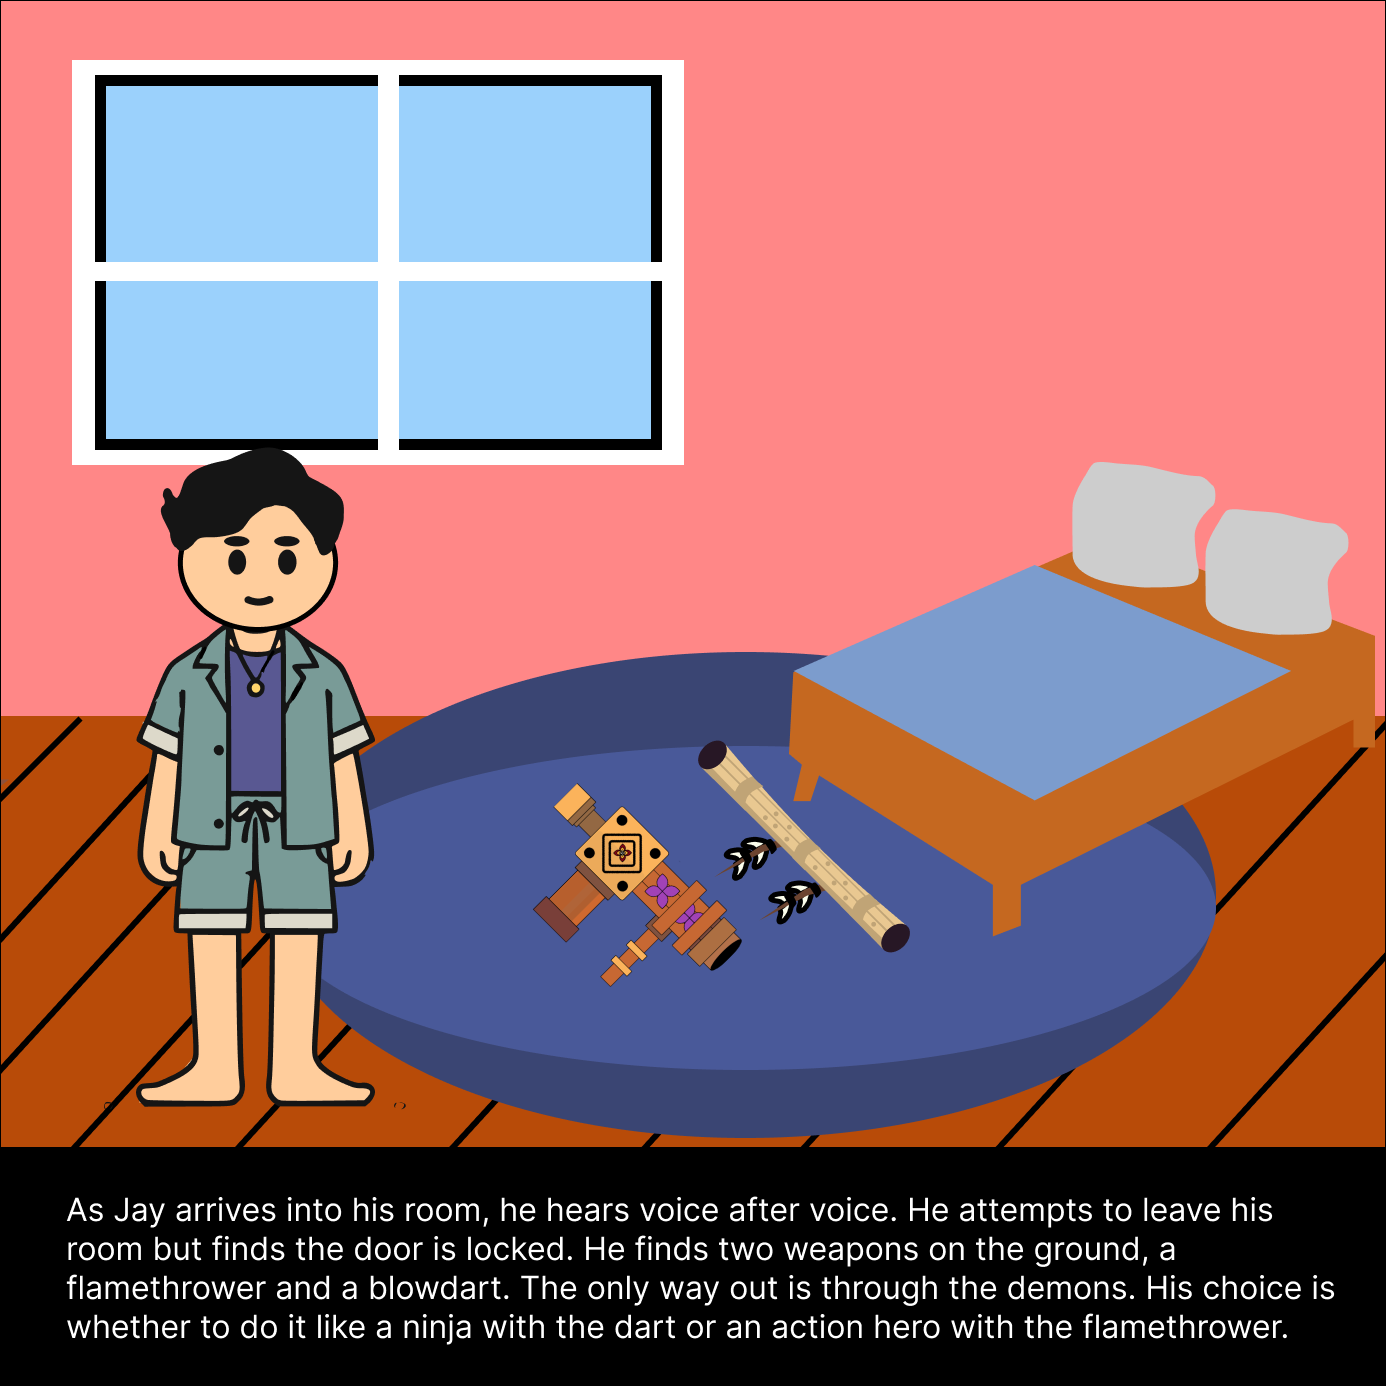 As Jay arrives into his room, he hears voice after voice. He attempts to leave his
room but finds the door is locked. He finds two weapons on the ground, a
flamethrower and a blowdart. The only way out is through the demons. His choice is
whether to do it like a ninja with the dart or an action hero with the flamethrower.